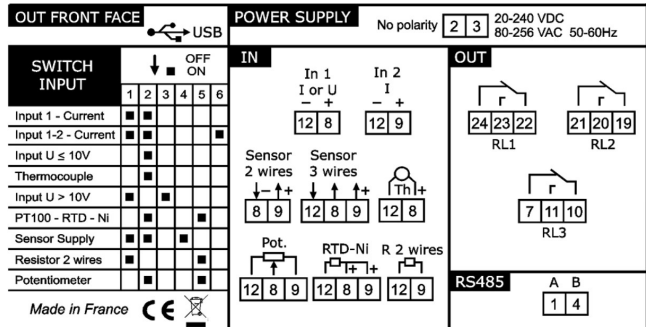 OUT FRONT FACE
USB
POWER SUPPLY
No polarity 2 3 20-240 VDC
80-256 VAC 50-60Hz
SWITCH
INPUT
OFF
ON
1 2 3 4 5 6
Input 1 - Current
Input 1-2 - Current
Input U ≤ 10V
Thermocouple
Input U > 10V
PT100 - RTD - Ni
Sensor Supply
Resistor 2 wires
Potentiometer
Made in France CE
IN
In 1
I or U
- +
12 8
In 2
I
- +
12 9
Sensor
2 wires
- +
8 9
Sensor
3 wires
+
12 8 9
Th +
12 8
Pot.
12 8 9
RTD-Ni
+ +
12 8 9
R 2 wires
12 9
OUT
24 23 22
RL1
21 20 19
RL2
7 11 10
RL3
RS485
A B
1 4